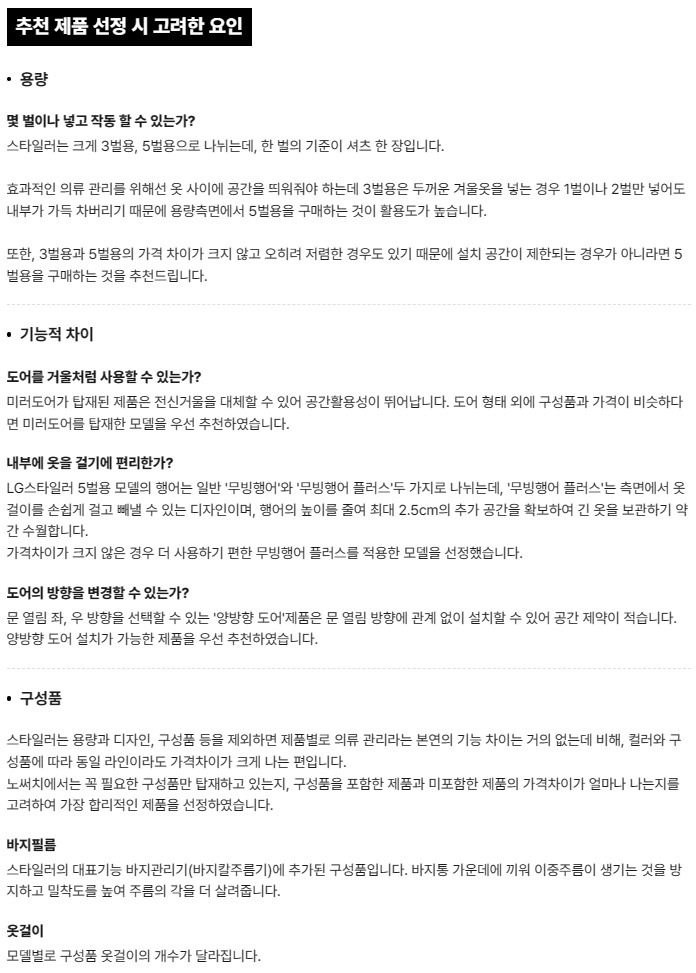 추천 제품 선정 시 고려한 요인
• 용량
몇 벌이나 넣고 작동 할 수 있는가?
스타일러는 크게 3벌용, 5벌용으로 나뉘는데, 한 벌의 기준이 셔츠 한 장입니다.
효과적인 의류 관리를 위해선 옷 사이에 공간을 띄워줘야 하는데 3벌용은 두꺼운 겨울옷을 넣는 경우 1벌이나 2벌만 넣어도
내부가 가득 차버리기 때문에 용량측면에서 5벌용을 구매하는 것이 활용도가 높습니다.
또한, 3벌용과 5벌용의 가격 차이가 크지 않고 오히려 저렴한 경우도 있기 때문에 설치 공간이 제한되는 경우가 아니라면 5
벌용을 구매하는 것을 추천드립니다.
• 기능적 차이
도어를 거울처럼 사용할 수 있는가?
미러도어가 탑재된 제품은 전신거울을 대체할 수 있어 공간활용성이 뛰어납니다. 도어 형태 외에 구성품과 가격이 비슷하다
면 미러도어를 탑재한 모델을 우선 추천하였습니다.
내부에 옷을 걸기에 편리한가?
LG스타일러 5벌용 모델의 행어는 일반 '무빙행어'와 '무빙행어 플러스'두 가지로 나뉘는데, '무빙행어 플러스'는 측면에서 옷
걸이를 손쉽게 걸고 빼낼 수 있는 디자인이며, 행어의 높이를 줄여 최대 2.5cm의 추가 공간을 확보하여 긴 옷을 보관하기 약
간 수월합니다.
가격차이가 크지 않은 경우 더 사용하기 편한 무빙행어 플러스를 적용한 모델을 선정했습니다.
도어의 방향을 변경할 수 있는가?
문 열림 좌, 우 방향을 선택할 수 있는 '양방향 도어'제품은 문 열림 방향에 관계 없이 설치할 수 있어 공간 제약이 적습니다.
양방향 도어 설치가 가능한 제품을 우선 추천하였습니다.
• 구성품
스타일러는 용량과 디자인, 구성품 등을 제외하면 제품별로 의류 관리라는 본연의 기능 차이는 거의 없는데 비해, 컬러와 구
성품에 따라 동일 라인이라도 가격차이가 크게 나는 편입니다.
노써치에서는 꼭 필요한 구성품만 탑재하고 있는지, 구성품을 포함한 제품과 미포함한 제품의 가격차이가 얼마나 나는지를
고려하여 가장 합리적인 제품을 선정하였습니다.
바지필름
스타일러의 대표기능 바지관리기(바지칼주름기)에 추가된 구성품입니다. 바지통 가운데에 끼워 이중주름이 생기는 것을 방
지하고 밀착도를 높여 주름의 각을 더 살려줍니다.
옷걸이
모델별로 구성품 옷걸이의 개수가 달라집니다.